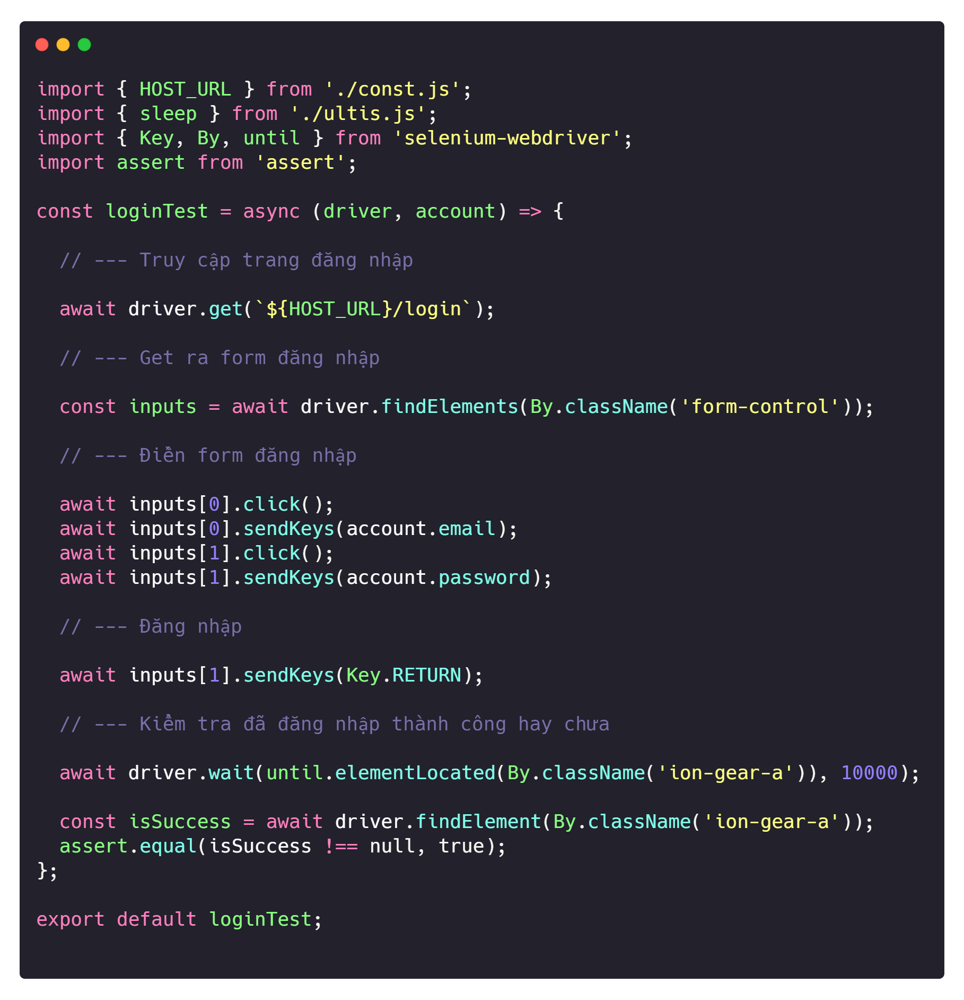 import { HOST_URL } from './const.js';
import { sleep } from './ultis.js';
import { Key, By, until } from 'selenium-webdriver';
import assert from 'assert';

const loginTest = async (driver, account) => {

  // --- Truy cập trang đăng nhập

  await driver.get(`${HOST_URL}/login`);

  // --- Get ra form đăng nhập

  const inputs = await driver.findElements(By.className('form-control'));

  // --- Điền form đăng nhập

  await inputs[0].click();
  await inputs[0].sendKeys(account.email);
  await inputs[1].click();
  await inputs[1].sendKeys(account.password);

  // --- Đăng nhập

  await inputs[1].sendKeys(Key.RETURN);

  // --- Kiểm tra đã đăng nhập thành công hay chưa

  await driver.wait(until.elementLocated(By.className('ion-gear-a')), 10000);

  const isSuccess = await driver.findElement(By.className('ion-gear-a'));
  assert.equal(isSuccess !== null, true);
};

export default loginTest;